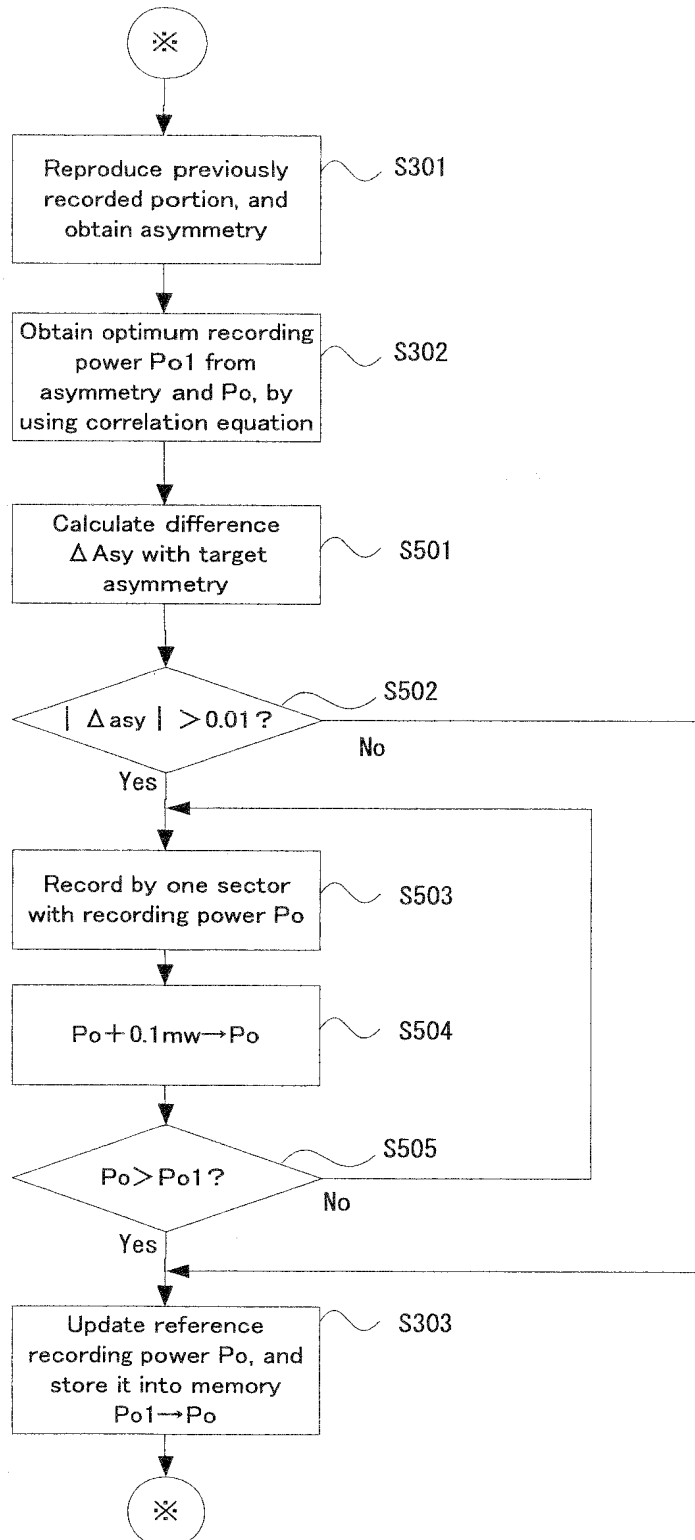 ※
Reproduce previously
recorded portion, and
obtain asymmetry
S301
Obtain optimum recording
power Po1 from
asymmetry and Po, by
using correlation equation
S302
Calculate difference
Δ Asy with target
asymmetry
S501
| Δasy | >0.01?
S502
No
Yes
Record by one sector
with recording power Po
S503
Po+0.1mw→Po
S504
Po>Po1?
S505
No
Yes
Update reference
recording power Po, and
store it into memory
Po1→Po
S303
※